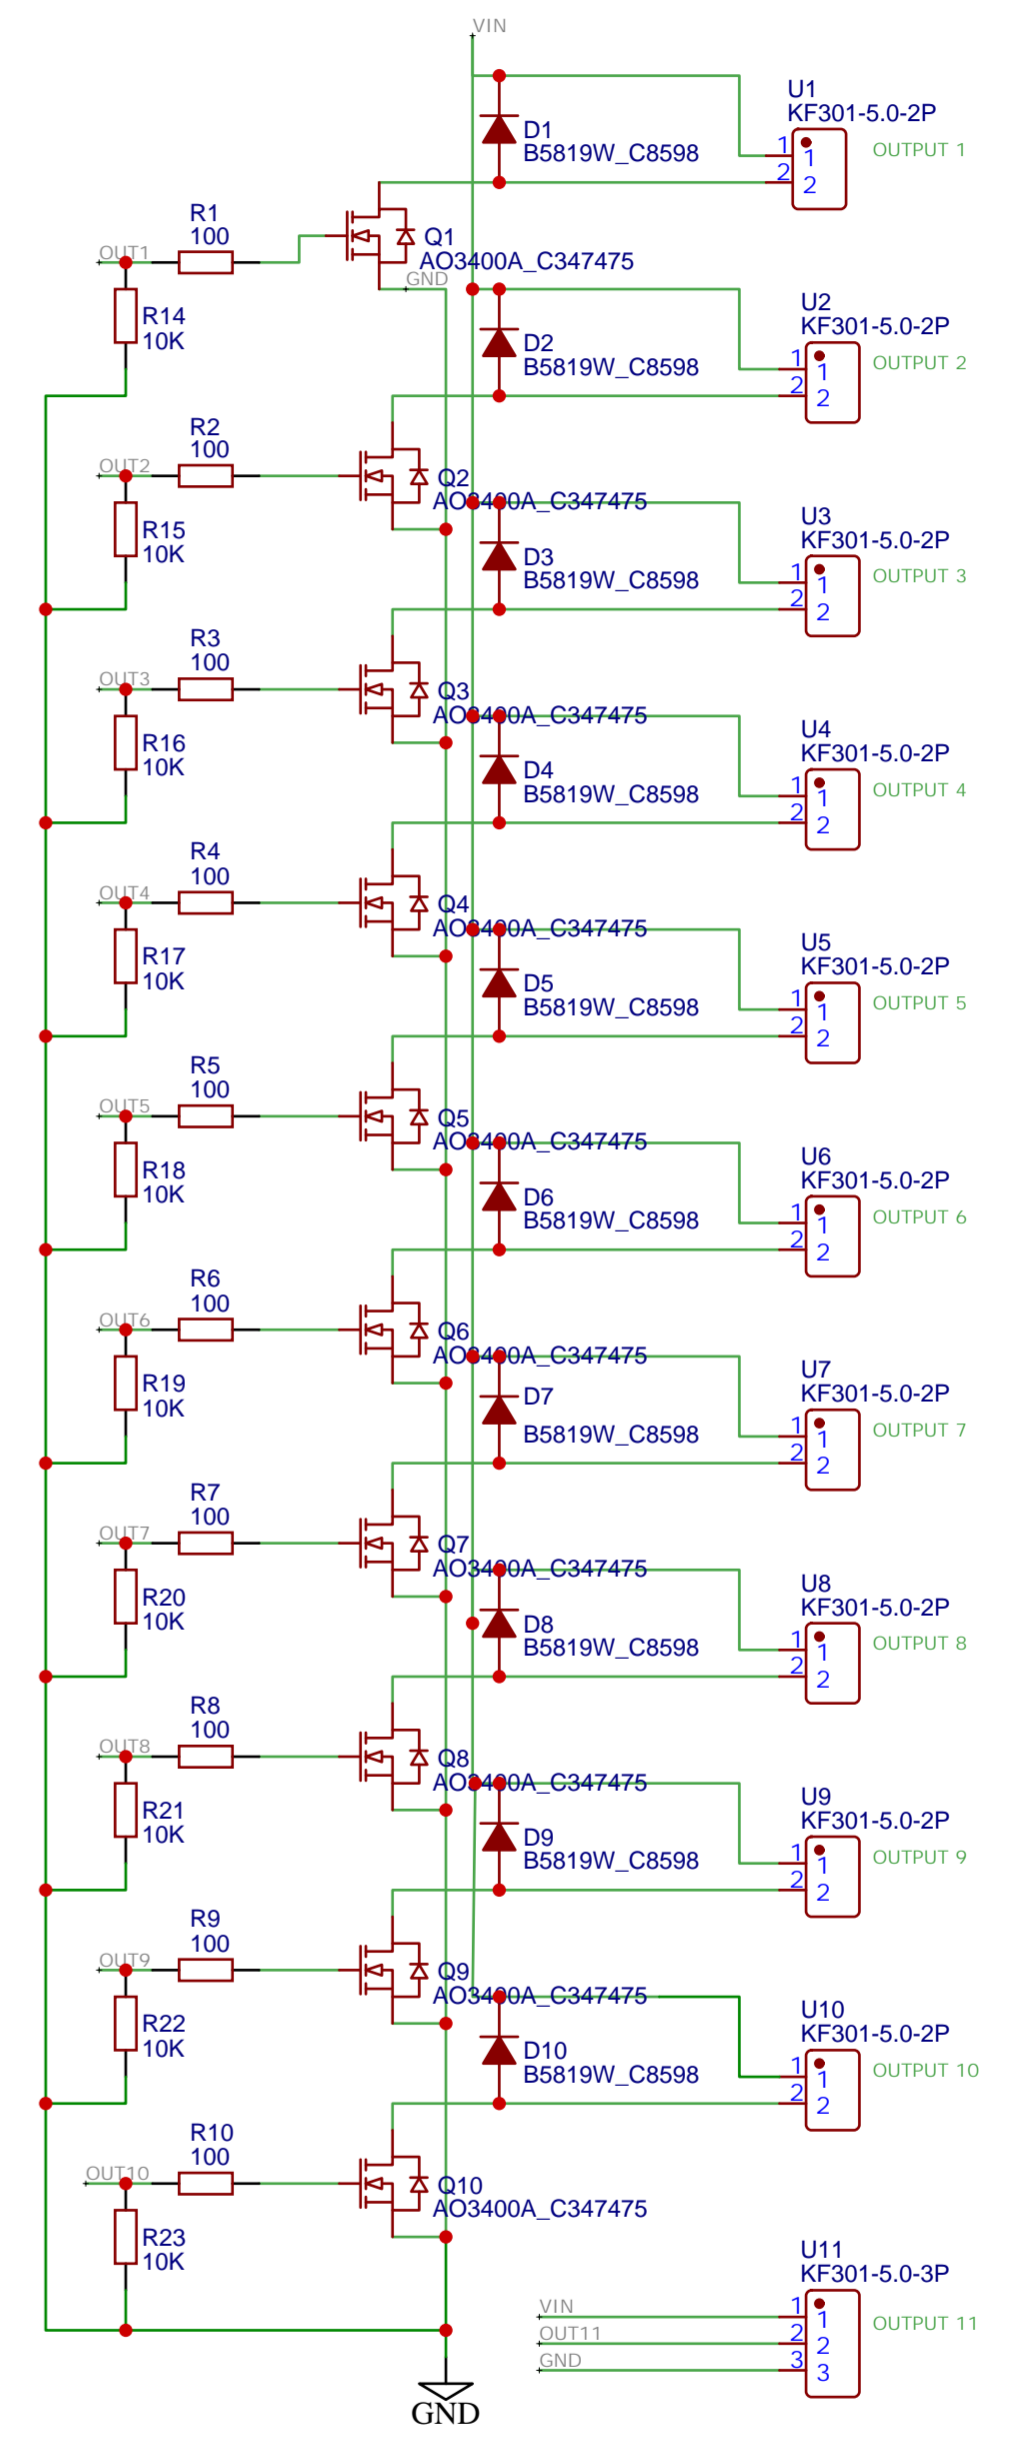 VIN
U1
KF301-5.0-2P
D1
B5819W_C8598
1
1
2
2
OUTPUT 1
R1
100
OUT1
Q1
AO3400A_C347475
GND
R14
10K
U2
KF301-5.0-2P
D2
B5819W_C8598
1
1
2
2
OUTPUT 2
R2
100
OUT2
Q2
AO3400A_C347475
R15
10K
U3
KF301-5.0-2P
D3
B5819W_C8598
1
1
2
2
OUTPUT 3
R3
100
OUT3
Q3
AO3400A_C347475
R16
10K
U4
KF301-5.0-2P
D4
B5819W_C8598
1
1
2
2
OUTPUT 4
R4
100
OUT4
Q4
AO3400A_C347475
R17
10K
U5
KF301-5.0-2P
D5
B5819W_C8598
1
1
2
2
OUTPUT 5
R5
100
OUT5
Q5
AO3400A_C347475
R18
10K
U6
KF301-5.0-2P
D6
B5819W_C8598
1
1
2
2
OUTPUT 6
R6
100
OUT6
Q6
AO3400A_C347475
R19
10K
U7
KF301-5.0-2P
D7
B5819W_C8598
1
1
2
2
OUTPUT 7
R7
100
OUT7
Q7
AO3400A_C347475
R20
10K
U8
KF301-5.0-2P
D8
B5819W_C8598
1
1
2
2
OUTPUT 8
R8
100
OUT8
Q8
AO3400A_C347475
R21
10K
U9
KF301-5.0-2P
D9
B5819W_C8598
1
1
2
2
OUTPUT 9
R9
100
OUT9
Q9
AO3400A_C347475
R22
10K
U10
KF301-5.0-2P
D10
B5819W_C8598
1
1
2
2
OUTPUT 10
R10
100
OUT10
Q10
AO3400A_C347475
R23
10K
U11
KF301-5.0-3P
VIN
1
1
OUTPUT 11
OUT11
2
2
GND
3
3
GND